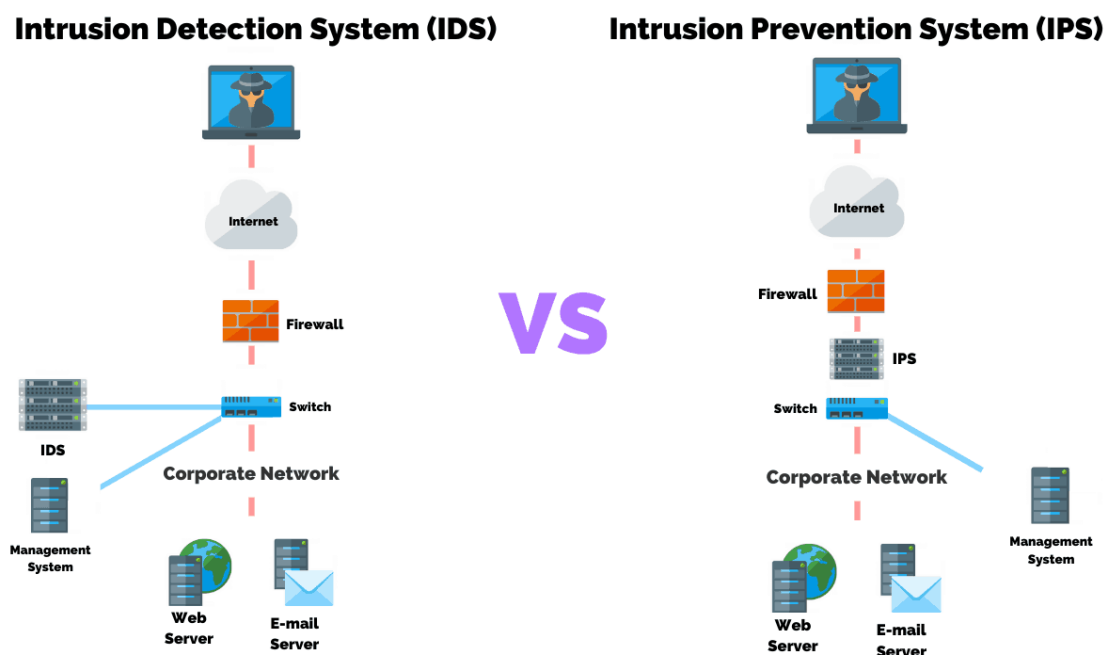 Intrusion Detection System (IDS)
Internet
Firewall
Switch
IDS
Corporate Network
Management
System
Web
Server
E-mail
Server
VS
Intrusion Prevention System (IPS)
Internet
Firewall
IPS
Switch
Corporate Network
Management
System
Web
Server
E-mail
Server